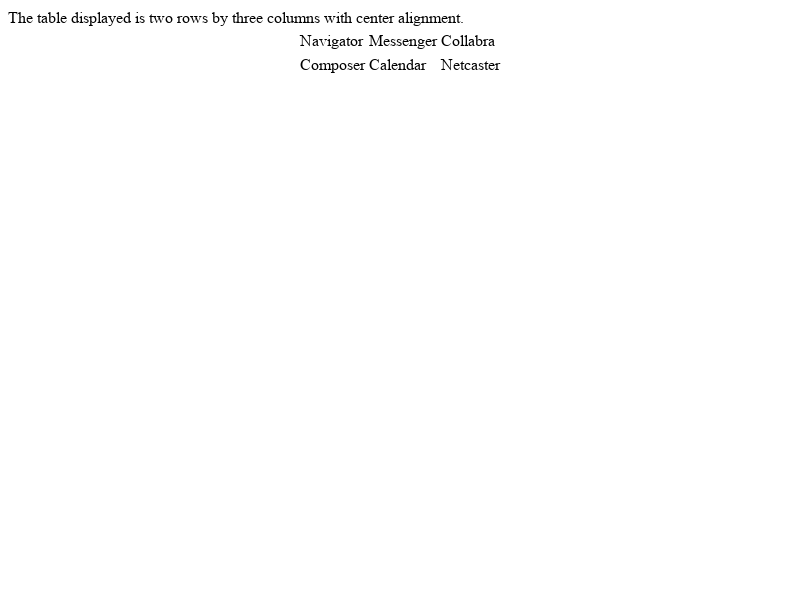 The table displayed is two rows by three columns with center alignment.
Navigator Messenger Collabra
Composer Calendar Netcaster